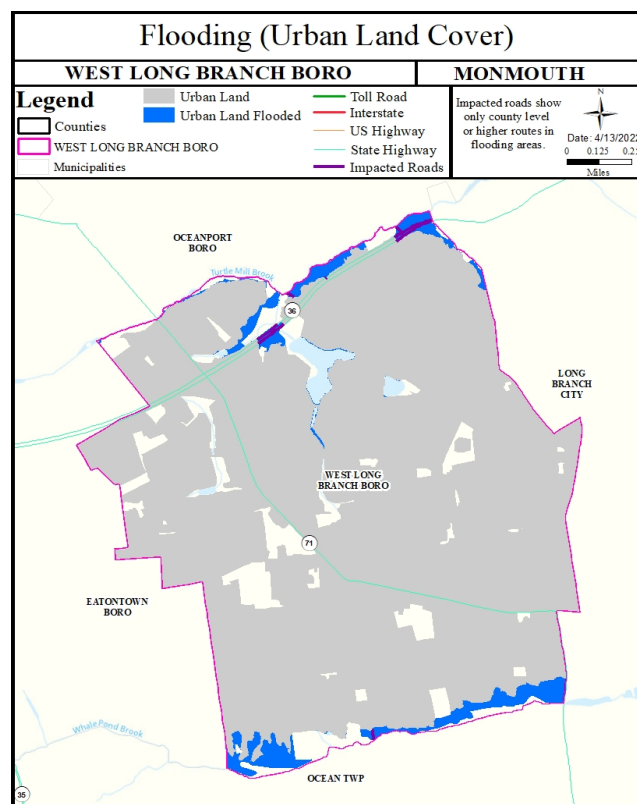 Flooding (Urban Land Cover)
WEST LONG BRANCH BORO
MONMOUTH
Legend
Counties
WEST LONG BRANCH BORO
Municipalities
Urban Land
Urban Land Flooded
Toll Road
Interstate
US Highway
State Highway
Impacted Roads
Impacted roads show
only county level
or higher routes in
flooding areas.
N
Date: 4/13/2022
0 0.125 0.25
Miles
OCEANPORT
BORO
Turtle Mill Brook
36
LONG
BRANCH
CITY
WEST LONG
BRANCH BORO
71
EATONTOWN
BORO
Whale Pond Brook
OCEAN TWP
35